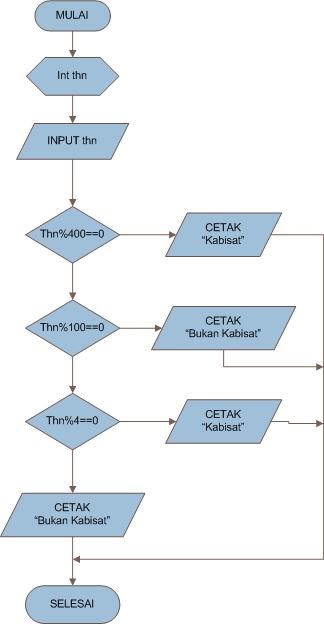 MULAI
Int thn
INPUT thn
Thn%400==0
CETAK
“Kabisat”
Thn%100==0
CETAK
“Bukan Kabisat”
Thn%4==0
CETAK
“Kabisat”
CETAK
“Bukan Kabisat”
SELESAI